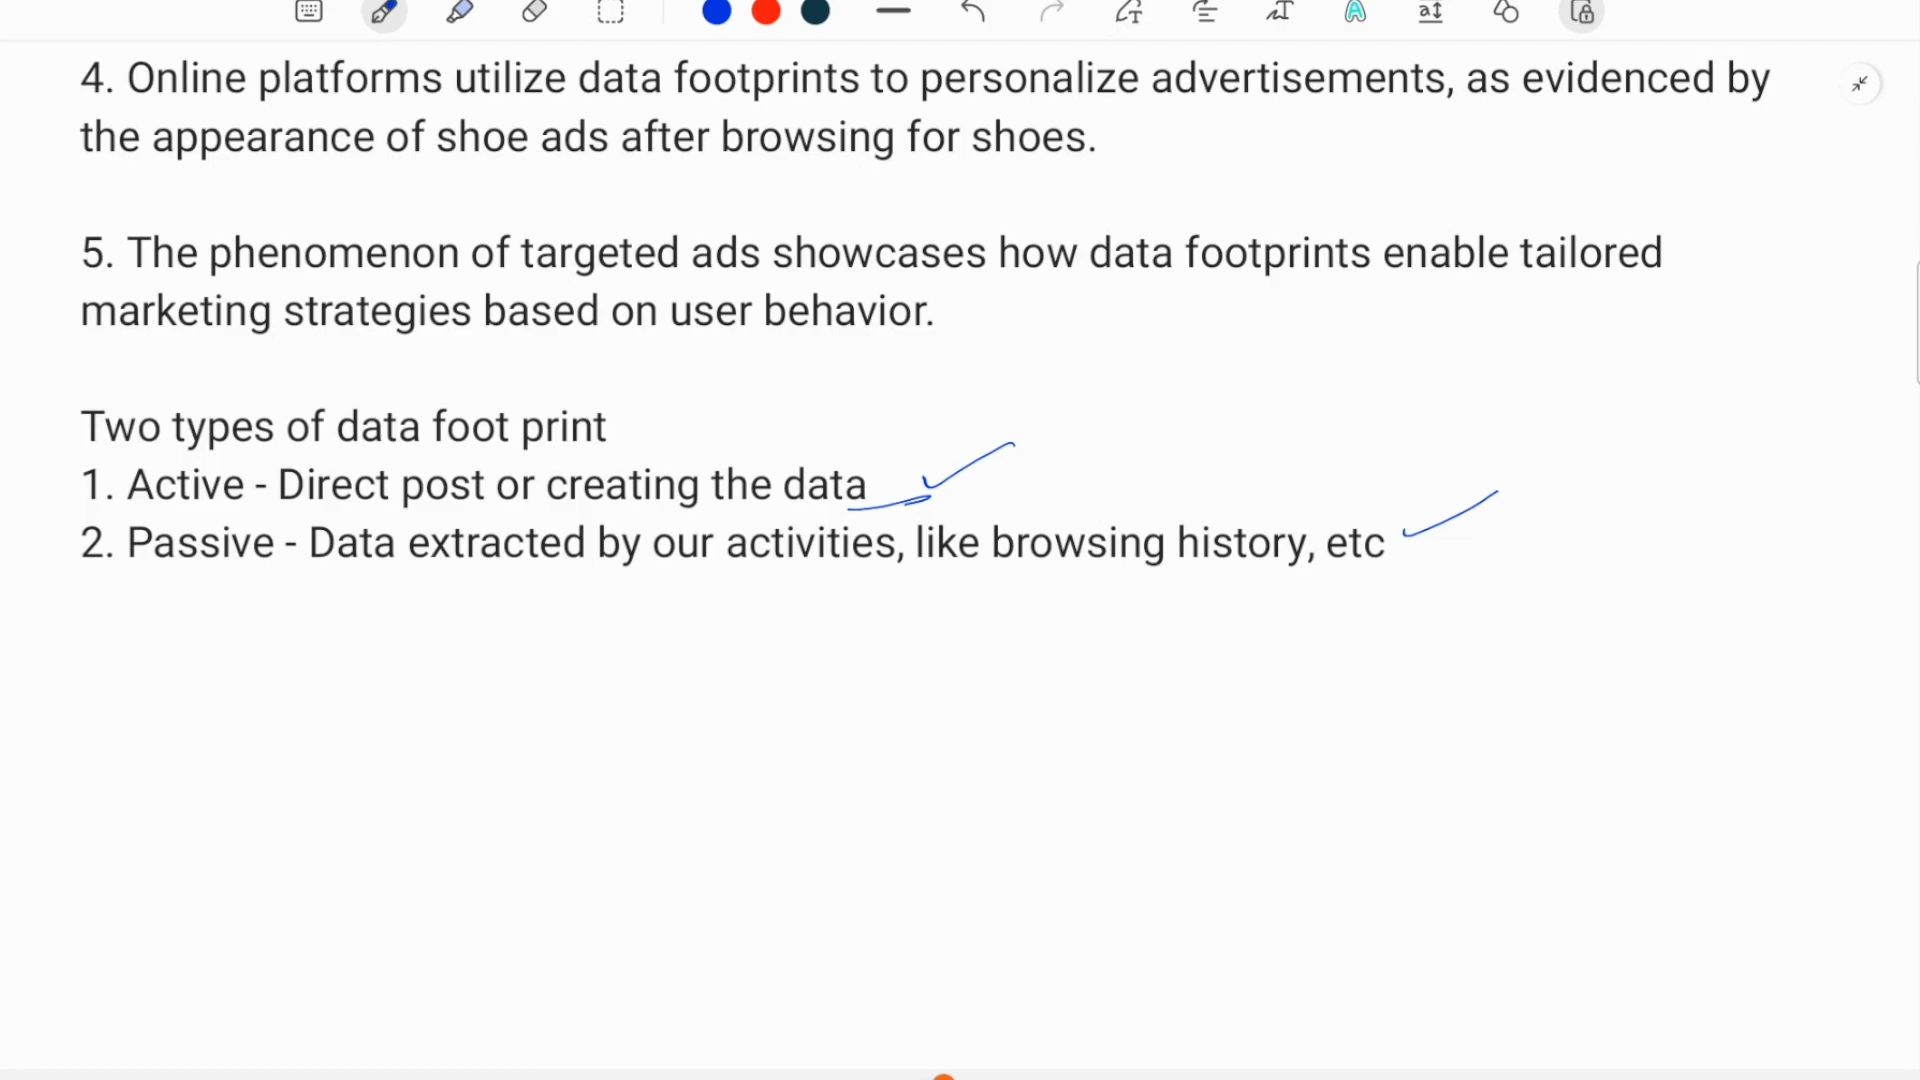 4. Online platforms utilize data footprints to personalize advertisements, as evidenced by
the appearance of shoe ads after browsing for shoes.
5. The phenomenon of targeted ads showcases how data footprints enable tailored
marketing strategies based on user behavior.
Two types of data foot print
1. Active - Direct post or creating the data
2. Passive - Data extracted by our activities, like browsing history, etc